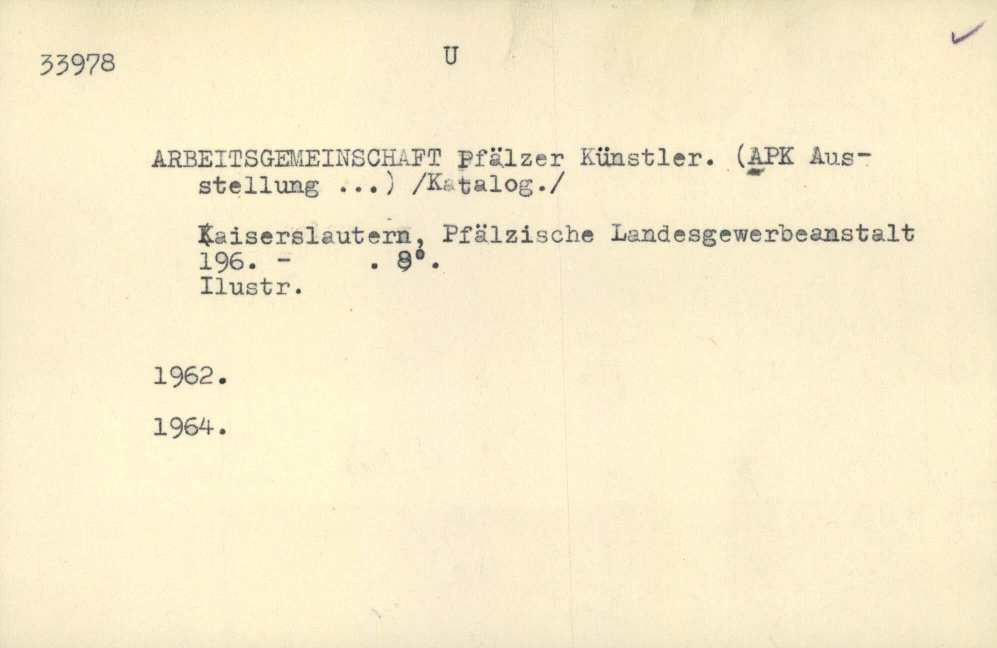 33978 U
ARBEITSGEMEINSCHAFT Pfälzer Künstler. (APK Aus-
stellung ...) /Katalog./
Kaiserslautern, Pfälzische Landesgewerbeanstalt
196. - . 8°.
Ilustr.
1962.
1964.